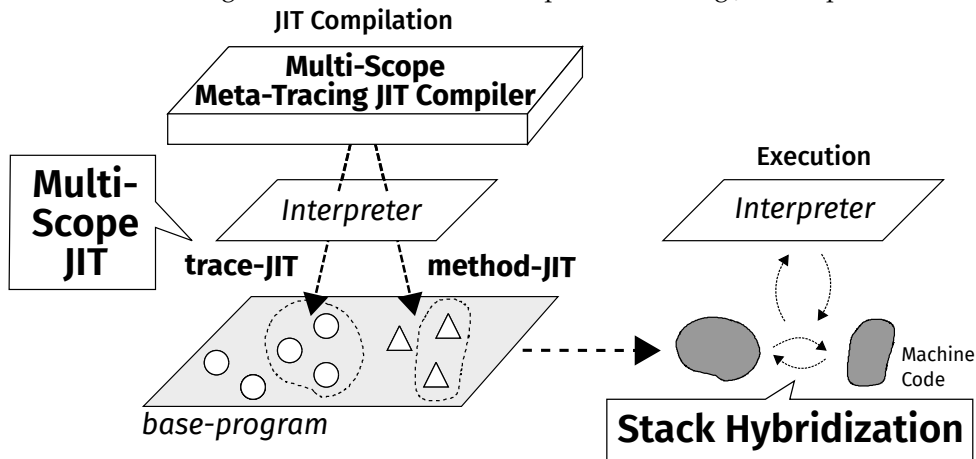 JIT Compilation
Multi-Scope
Meta-Tracing JIT Compiler
Multi-
Scope
JIT
Interpreter
trace-JIT
method-JIT
base-program
Execution
Interpreter
Machine
Code
Stack Hybridization